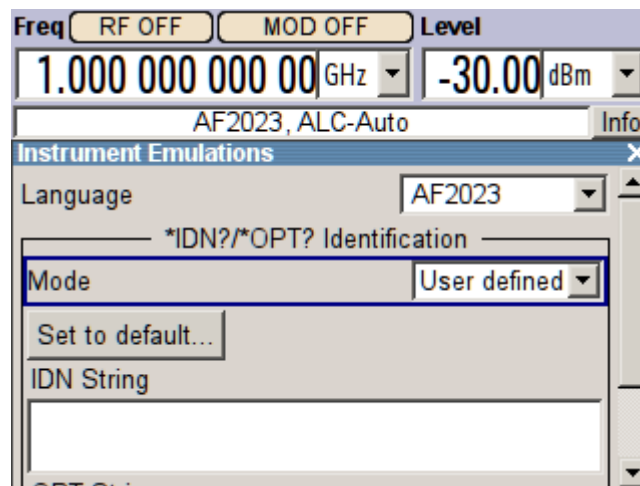 Freq RF OFF MOD OFF Level
1.000 000 000 00 GHz -30.00 dBm
AF2023, ALC-Auto Info
Instrument Emulations
Language AF2023
*IDN?/*OPT? Identification
Mode User defined
Set to default...
IDN String